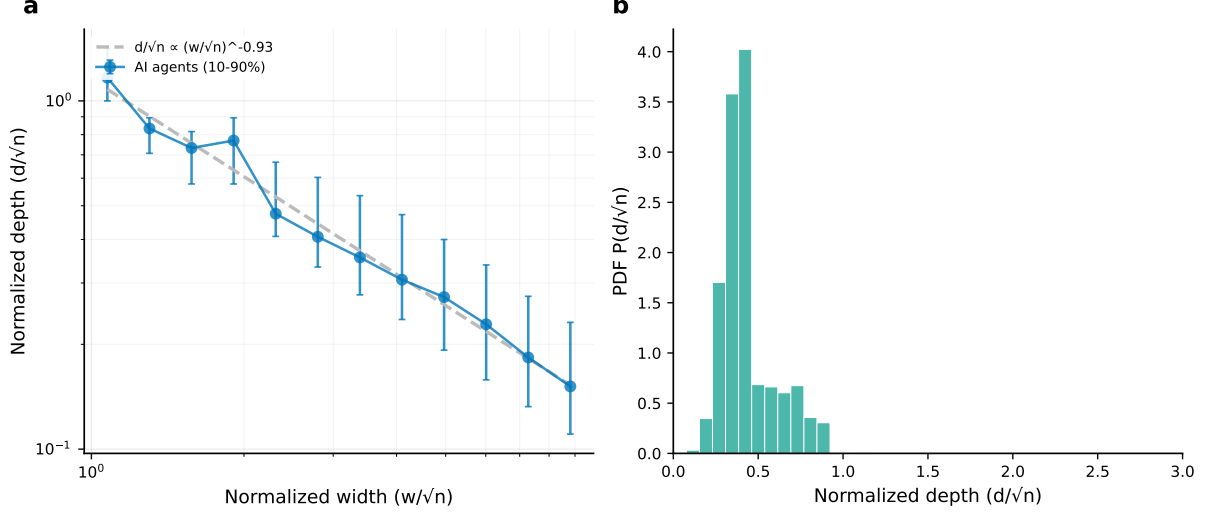 a
d/√n ∝ (w/√n)^-0.93
AI agents (10-90%)
Normalized depth (d/√n)
10⁰
10⁻¹
10⁰
Normalized width (w/√n)
b
PDF P(d/√n)
4.0
3.5
3.0
2.5
2.0
1.5
1.0
0.5
0.0
0.0 0.5 1.0 1.5 2.0 2.5 3.0
Normalized depth (d/√n)